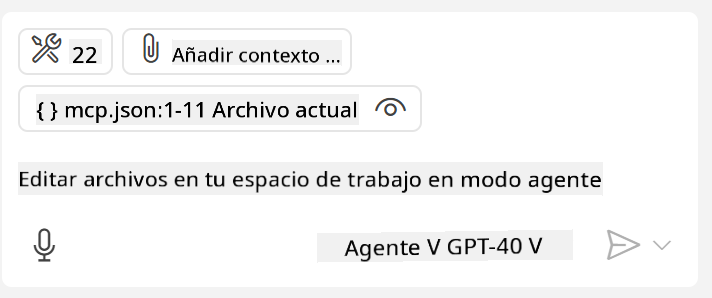 22
Añadir contexto ...
{ } mcp.json:1-11 Archivo actual
Editar archivos en tu espacio de trabajo en modo agente
Agente V GPT-40 V